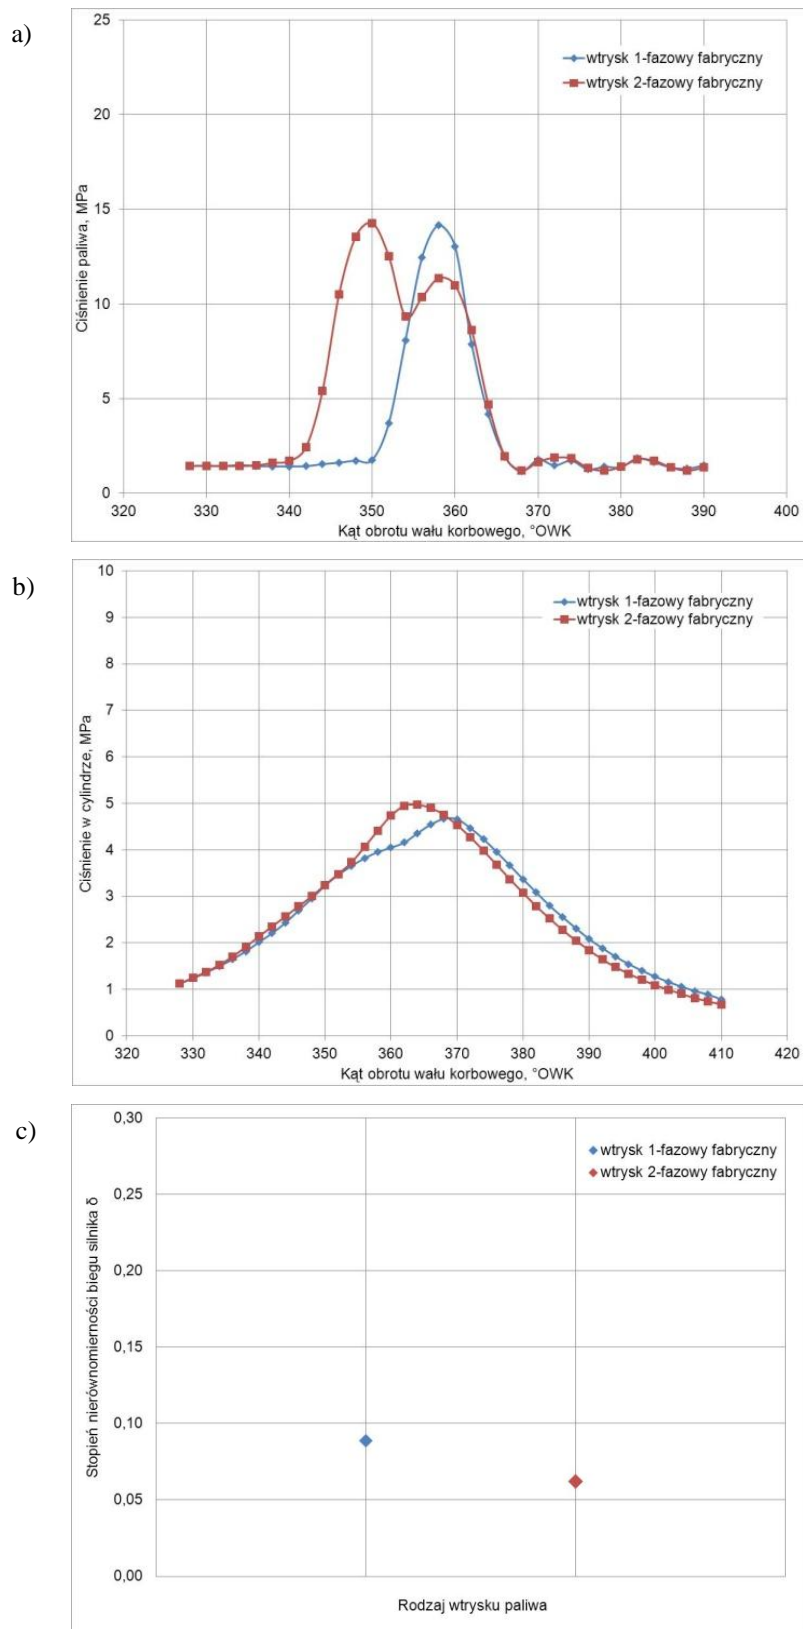 a)
25
20
15
10
5
0
Ciśnienie paliwa, MPa
wtrysk 1-fazowy fabryczny
wtrysk 2-fazowy fabryczny
320 330 340 350 360 370 380 390 400
Kąt obrotu wału korbowego, °OWK
b)
10
9
8
7
6
5
4
3
2
1
0
Ciśnienie w cylindrze, MPa
wtrysk 1-fazowy fabryczny
wtrysk 2-fazowy fabryczny
320 330 340 350 360 370 380 390 400 410 420
Kąt obrotu wału korbowego, °OWK
c)
0,30
0,25
0,20
0,15
0,10
0,05
0,00
Stopień nierównomierności biegu silnika δ
wtrysk 1-fazowy fabryczny
wtrysk 2-fazowy fabryczny
Rodzaj wtrysku paliwa